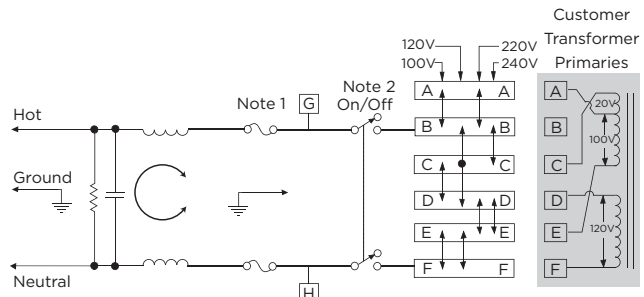 Customer
Transformer
Primaries
120V 220V
100V 240V
Note 1
Note 2
On/Off
Hot
Ground
Neutral
G
H
A A
B B
C C
D D
E E
F F
A
B
C
D
E
F
20V
100V
120V